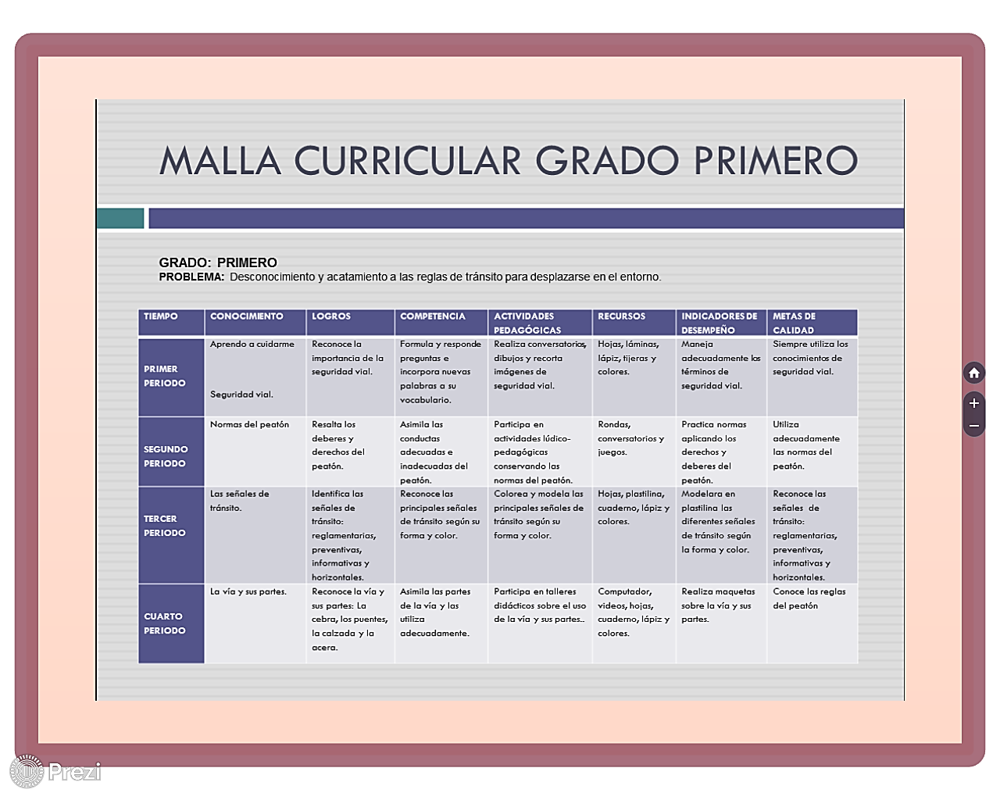 MALLA CURRICULAR GRADO PRIMERO
GRADO: PRIMERO
PROBLEMA: Desconocimiento y acatamiento a las reglas de tránsito para desplazarse en el entorno.
TIEMPO
CONOCIMIENTO
LOGROS
COMPETENCIA
ACTIVIDADES
PEDAGÓGICAS
RECURSOS
INDICADORES DE
DESEMPEÑO
METAS DE
CALIDAD
PRIMER
PERIODO
Aprendo a cuidarme
Seguridad vial.
Reconoce la
importancia de la
seguridad vial.
Formula y responde
preguntas e
incorpora nuevas
palabras a su
vocabulario.
Realiza conversatorios,
dibujos y recorta
imágenes de
seguridad vial.
Hojas, láminas,
lápiz, tijeras y
colores.
Maneja
adecuadamente los
términos de
seguridad vial.
Siempre utiliza los
conocimientos de
seguridad vial.
SEGUNDO
PERIODO
Normas del peatón
Resalta los
deberes y
derechos del
peatón.
Asimila las
conductas
adecuadas e
inadecuadas del
peatón.
Participa en
actividades lúdico-
pedagógicas
conservando las
normas del peatón.
Rondas,
conversatorios y
juegos.
Practica normas
aplicando los
derechos y
deberes del
peatón.
Utiliza
adecuadamente
las normas del
peatón.
TERCER
PERIODO
Las señales de
tránsito.
Identifica las
señales de
tránsito:
reglamentarias,
preventivas,
informativas y
horizontales.
Reconoce las
principales señales
de tránsito según su
forma y color.
Colorea y modela las
principales señales de
tránsito según su
forma y color.
Hojas, plastilina,
cuaderno, lápiz y
colores.
Modelara en
plastilina las
diferentes señales
de tránsito según
la forma y color.
Reconoce las
señales de
tránsito:
reglamentarias,
preventivas,
informativas y
horizontales.
CUARTO
PERIODO
La vía y sus partes.
Reconoce la vía y
sus partes: La
cebra, los puentes,
la calzada y la
acera.
Asimila las partes
de la vía y las
utiliza
adecuadamente.
Participa en talleres
didácticos sobre el uso
de la vía y sus partes..
Computador,
videos, hojas,
cuaderno, lápiz y
colores.
Realiza maquetas
sobre la vía y sus
partes.
Conoce las reglas
del peatón
Prezi